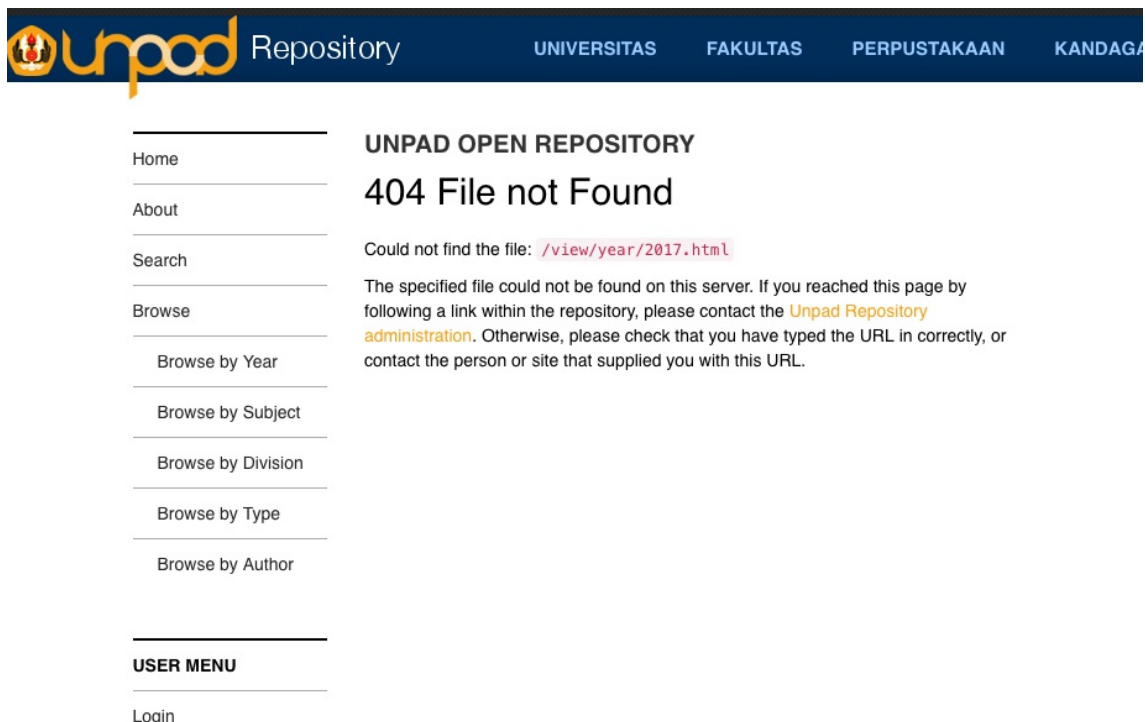 unpad Repository UNIVERSITAS FAKULTAS PERPUSTAKAAN
Home
About
Search
Browse
Browse by Year
Browse by Subject
Browse by Division
Browse by Type
Browse by Author
USER MENU
Login
UNPAD OPEN REPOSITORY
404 File not Found
Could not find the file: /view/year/2017.html
The specified file could not be found on this server. If you reached this page by
following a link within the repository, please contact the Unpad Repository
administration. Otherwise, please check that you have typed the URL in correctly, or
contact the person or site that supplied you with this URL.